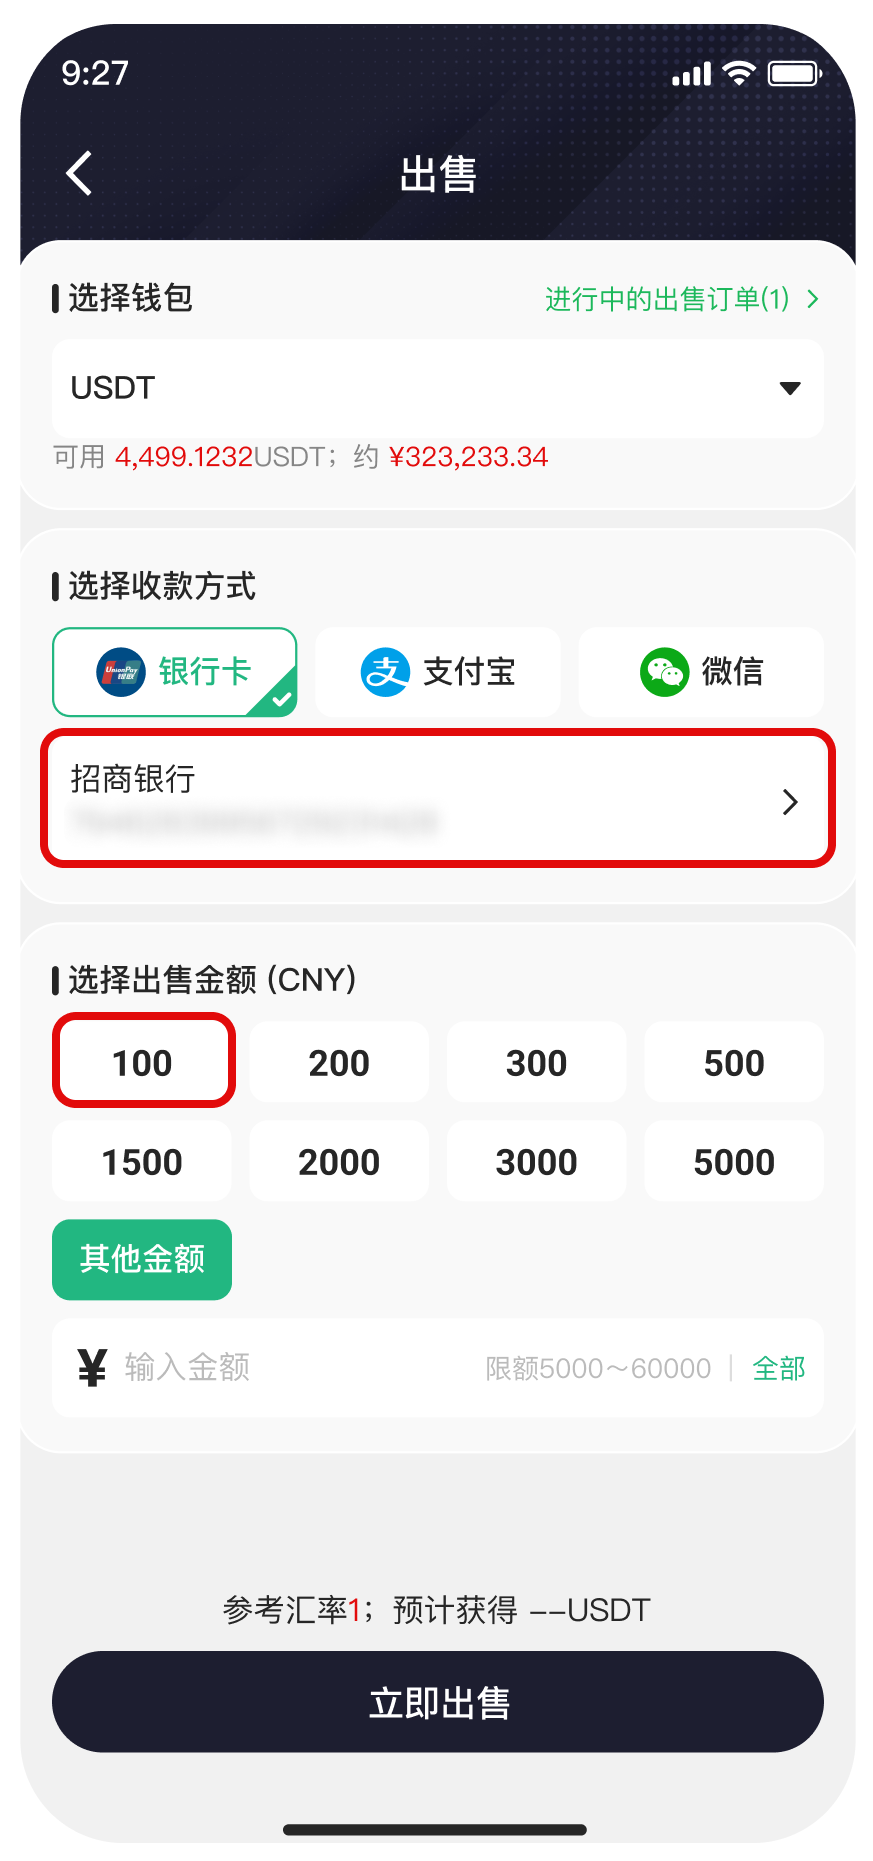 9:27
出售
选择钱包
进行中的出售订单(1)
USDT
可用 4,499.1232USDT；约 ¥323,233.34
选择收款方式
UnionPay 银联 银行卡
支付宝
微信
招商银行
选择出售金额 (CNY)
100 200 300 500
1500 2000 3000 5000
其他金额
¥ 输入金额 限额5000～60000 全部
参考汇率1；预计获得 --USDT
立即出售